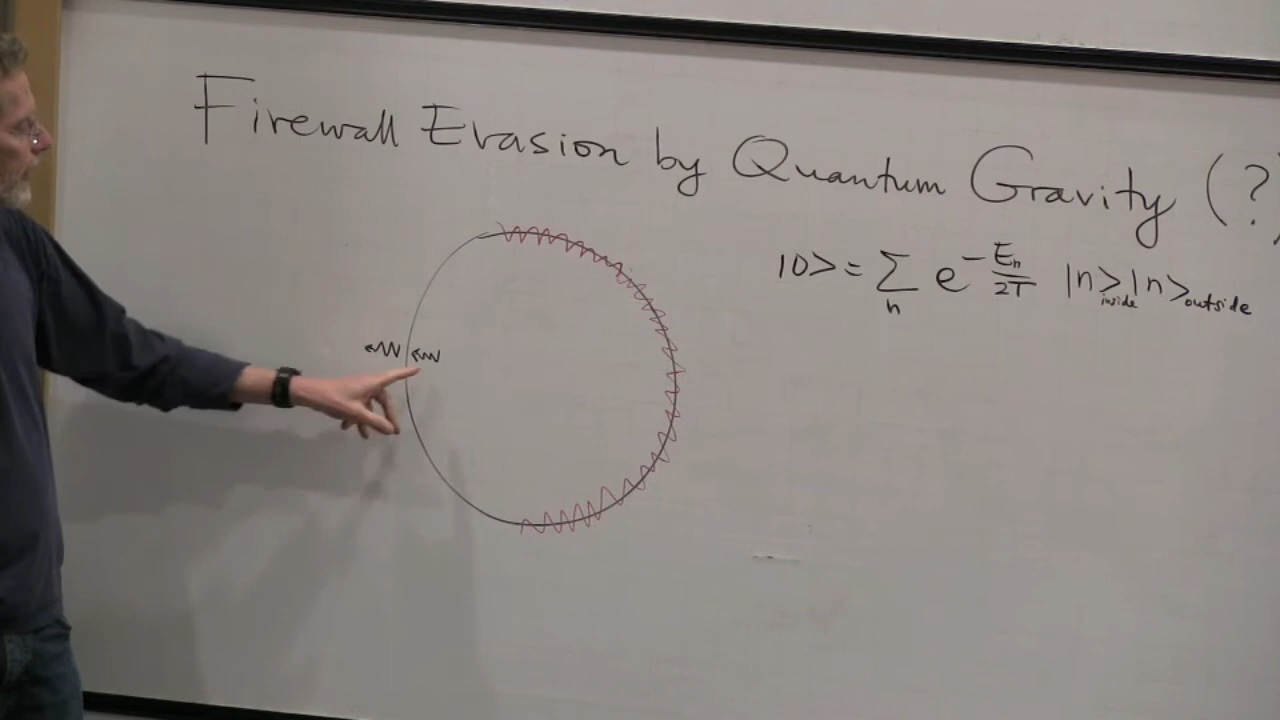 Firewall Evasion by Quantum Gravity (?)
|0> = ∑ₙ e^{-Eₙ/2T} |n>_{inside} |n>_{outside}